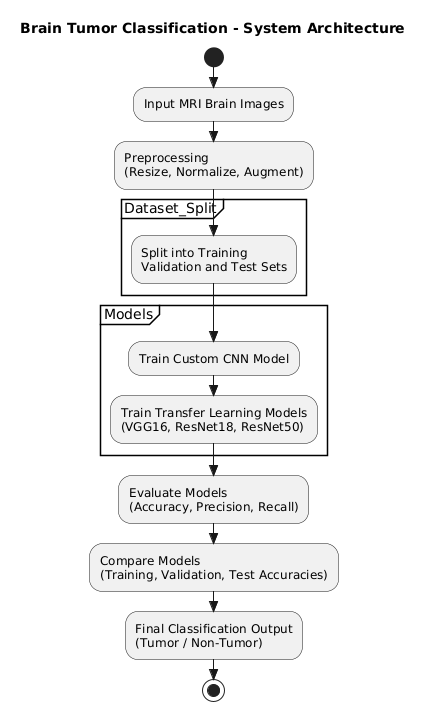 Brain Tumor Classification - System Architecture
Input MRI Brain Images
Preprocessing
(Resize, Normalize, Augment)
Dataset_Split
Split into Training
Validation and Test Sets
Models
Train Custom CNN Model
Train Transfer Learning Models
(VGG16, ResNet18, ResNet50)
Evaluate Models
(Accuracy, Precision, Recall)
Compare Models
(Training, Validation, Test Accuracies)
Final Classification Output
(Tumor / Non-Tumor)